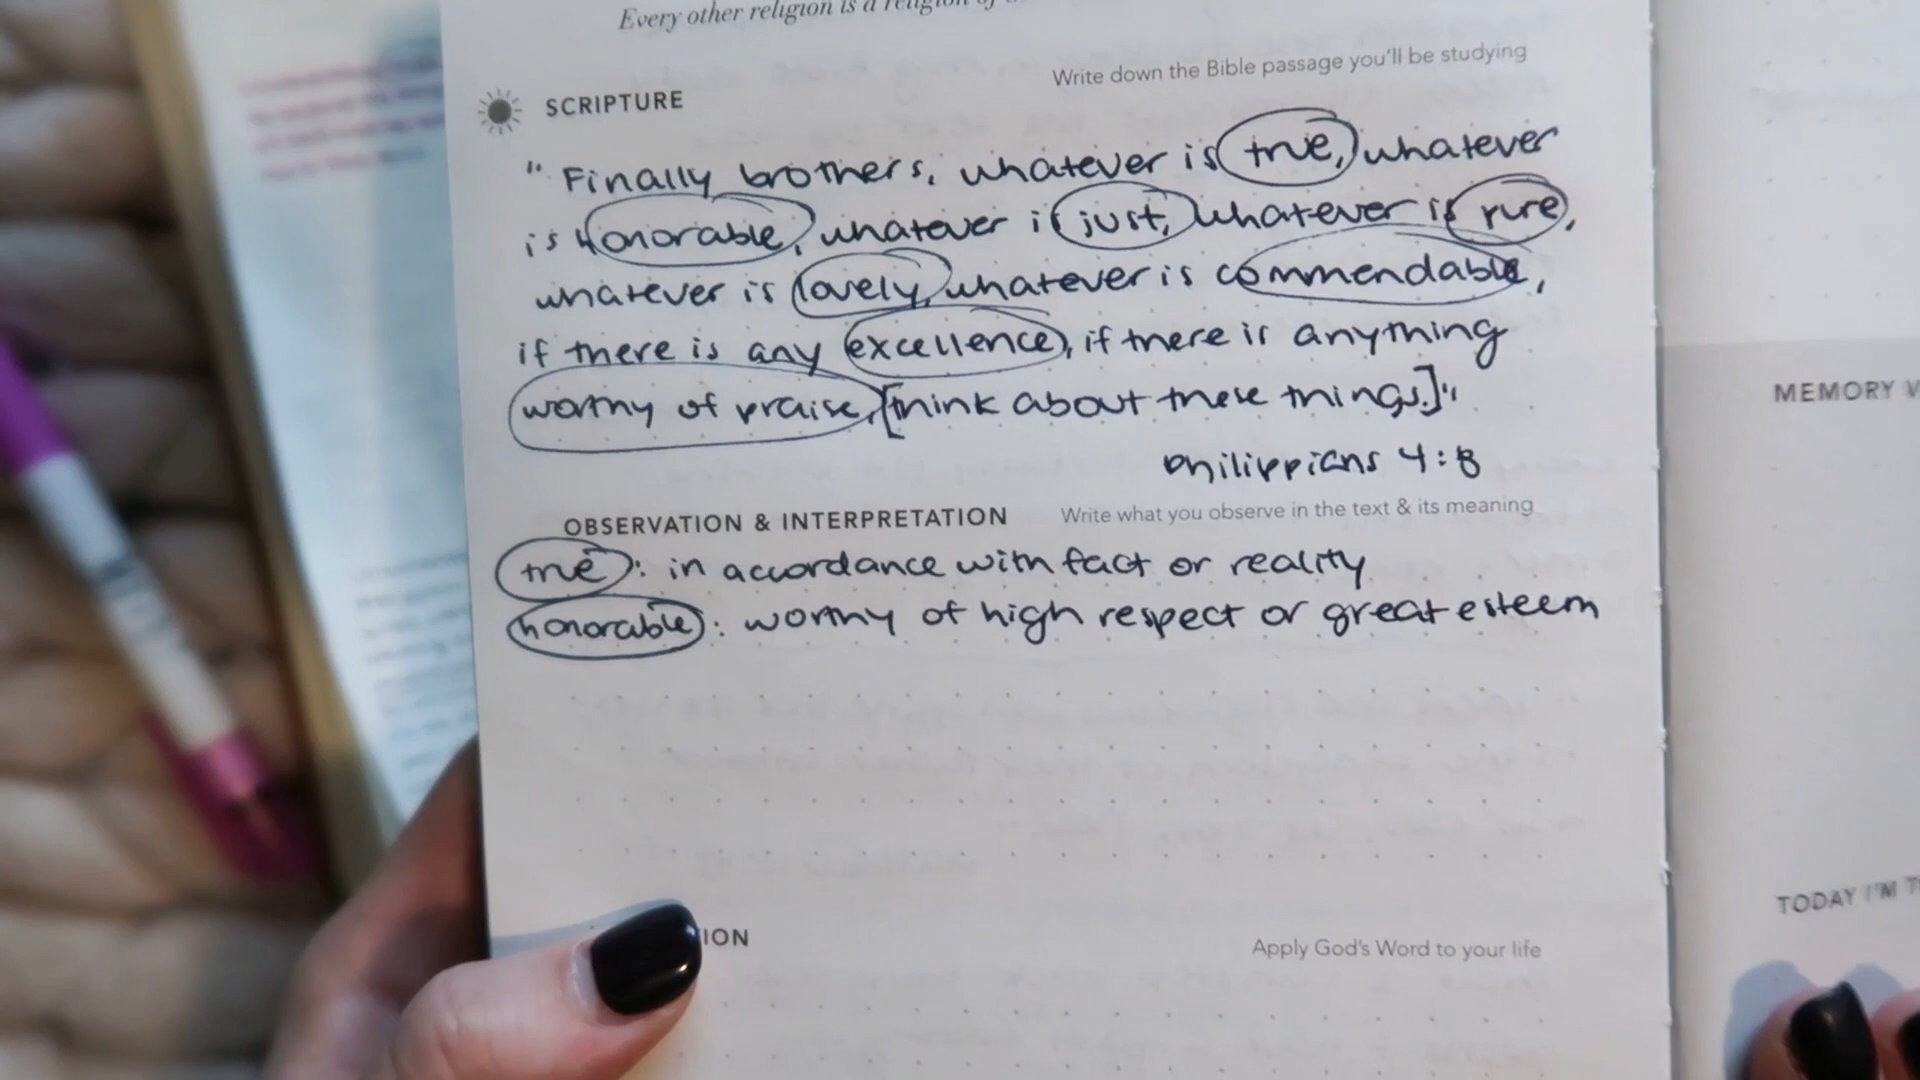 Every other religion is a religion of
Write down the Bible passage you'll be studying
SCRIPTURE
" Finally brothers, whatever is true, whatever
is honorable, whatever is just, whatever is pure,
whatever is lovely, whatever is commendable,
if there is any excellence, if there is anything
worthy of praise, [think about these things.]"
Philippians 4:8
OBSERVATION & INTERPRETATION Write what you observe in the text & its meaning
true: in accordance with fact or reality
honorable: worthy of high respect or great esteem
ION Apply God's Word to your life
MEMORY V
TODAY I'M T